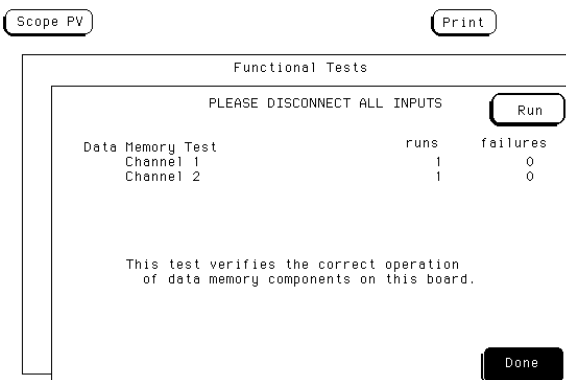 Scope PV Print
Functional Tests
PLEASE DISCONNECT ALL INPUTS Run
Data Memory Test runs failures
Channel 1 1 0
Channel 2 1 0
This test verifies the correct operation
of data memory components on this board.
Done